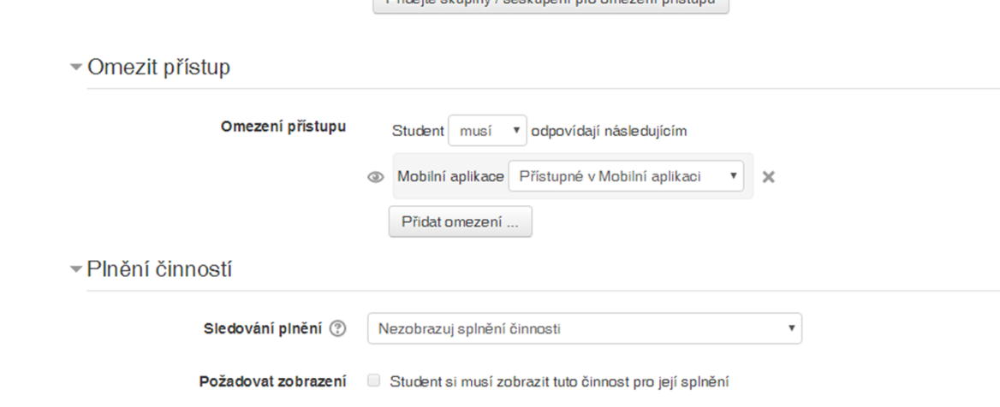 Přidejte skupiny / seskupení pro omezení přístupu
Omezit přístup
Omezení přístupu
Student musí odpovídají následujícím
Mobilní aplikace Přístupné v Mobilní aplikaci
Přidat omezení ...
Plnění činností
Sledování plnění ? Nezobrazuj splnění činnosti
Požadovat zobrazení Student si musí zobrazit tuto činnost pro její splnění